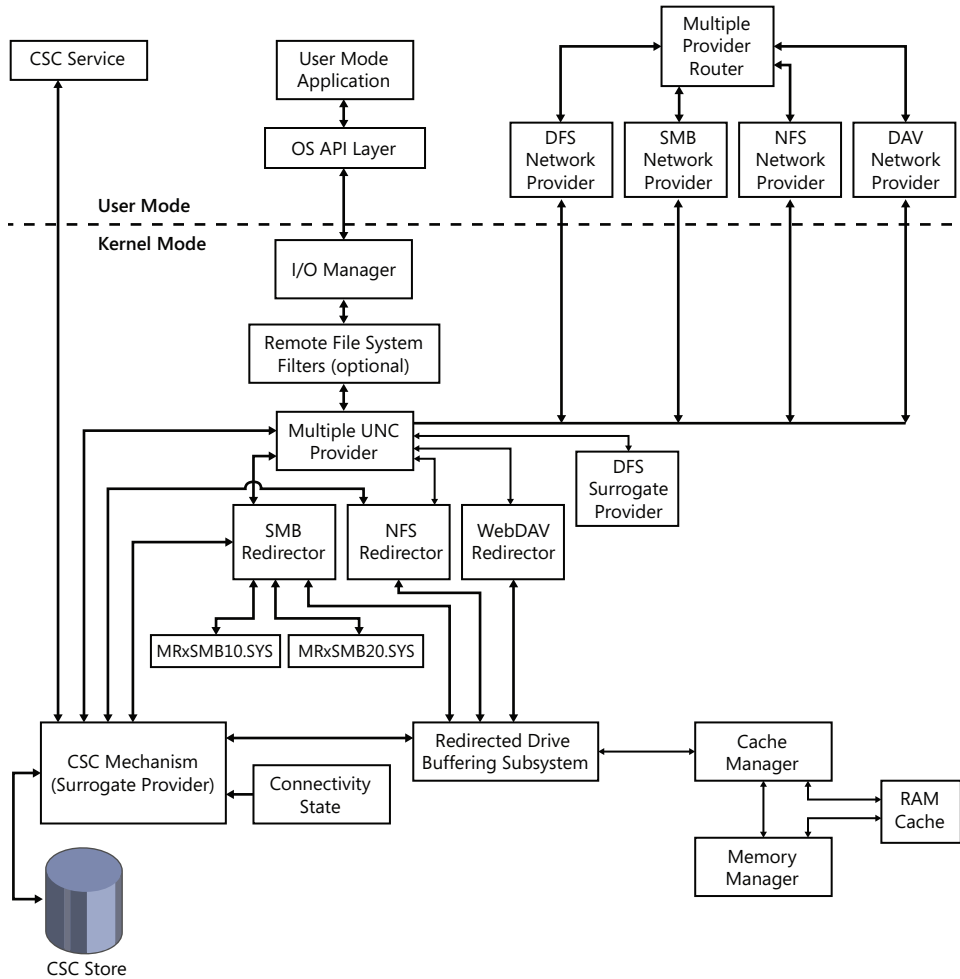 Multiple
Provider
Router
CSC Service
User Mode
Application
OS API Layer
DFS
Network
Provider
SMB
Network
Provider
NFS
Network
Provider
DAV
Network
Provider
User Mode
Kernel Mode
I/O Manager
Remote File System
Filters (optional)
Multiple UNC
Provider
DFS
Surrogate
Provider
SMB
Redirector
NFS
Redirector
WebDAV
Redirector
MRxSMB10.SYS
MRxSMB20.SYS
CSC Mechanism
(Surrogate Provider)
Connectivity
State
Redirected Drive
Buffering Subsystem
Cache
Manager
RAM
Cache
Memory
Manager
CSC Store